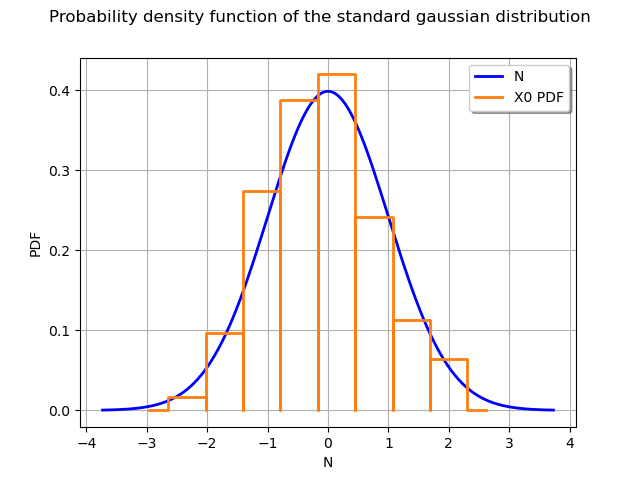 Probability density function of the standard gaussian distribution
N
X0 PDF
PDF
0.4
0.3
0.2
0.1
0.0
−4 −3 −2 −1 0 1 2 3 4
N